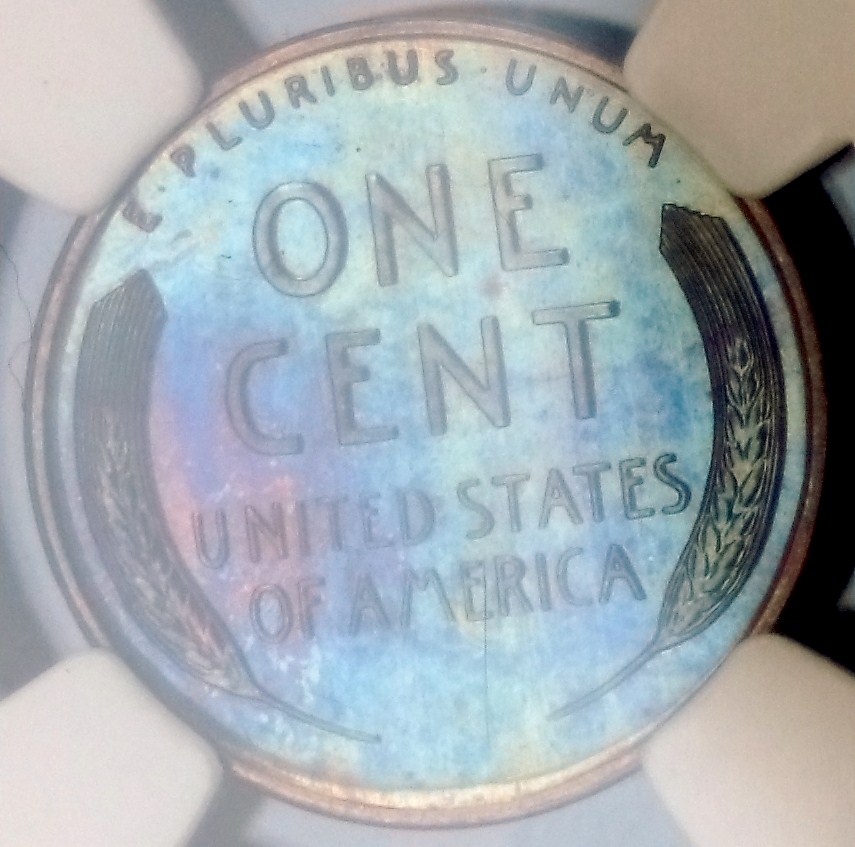 E · PLURIBUS · UNUM
ONE
CENT
UNITED STATES
OF AMERICA